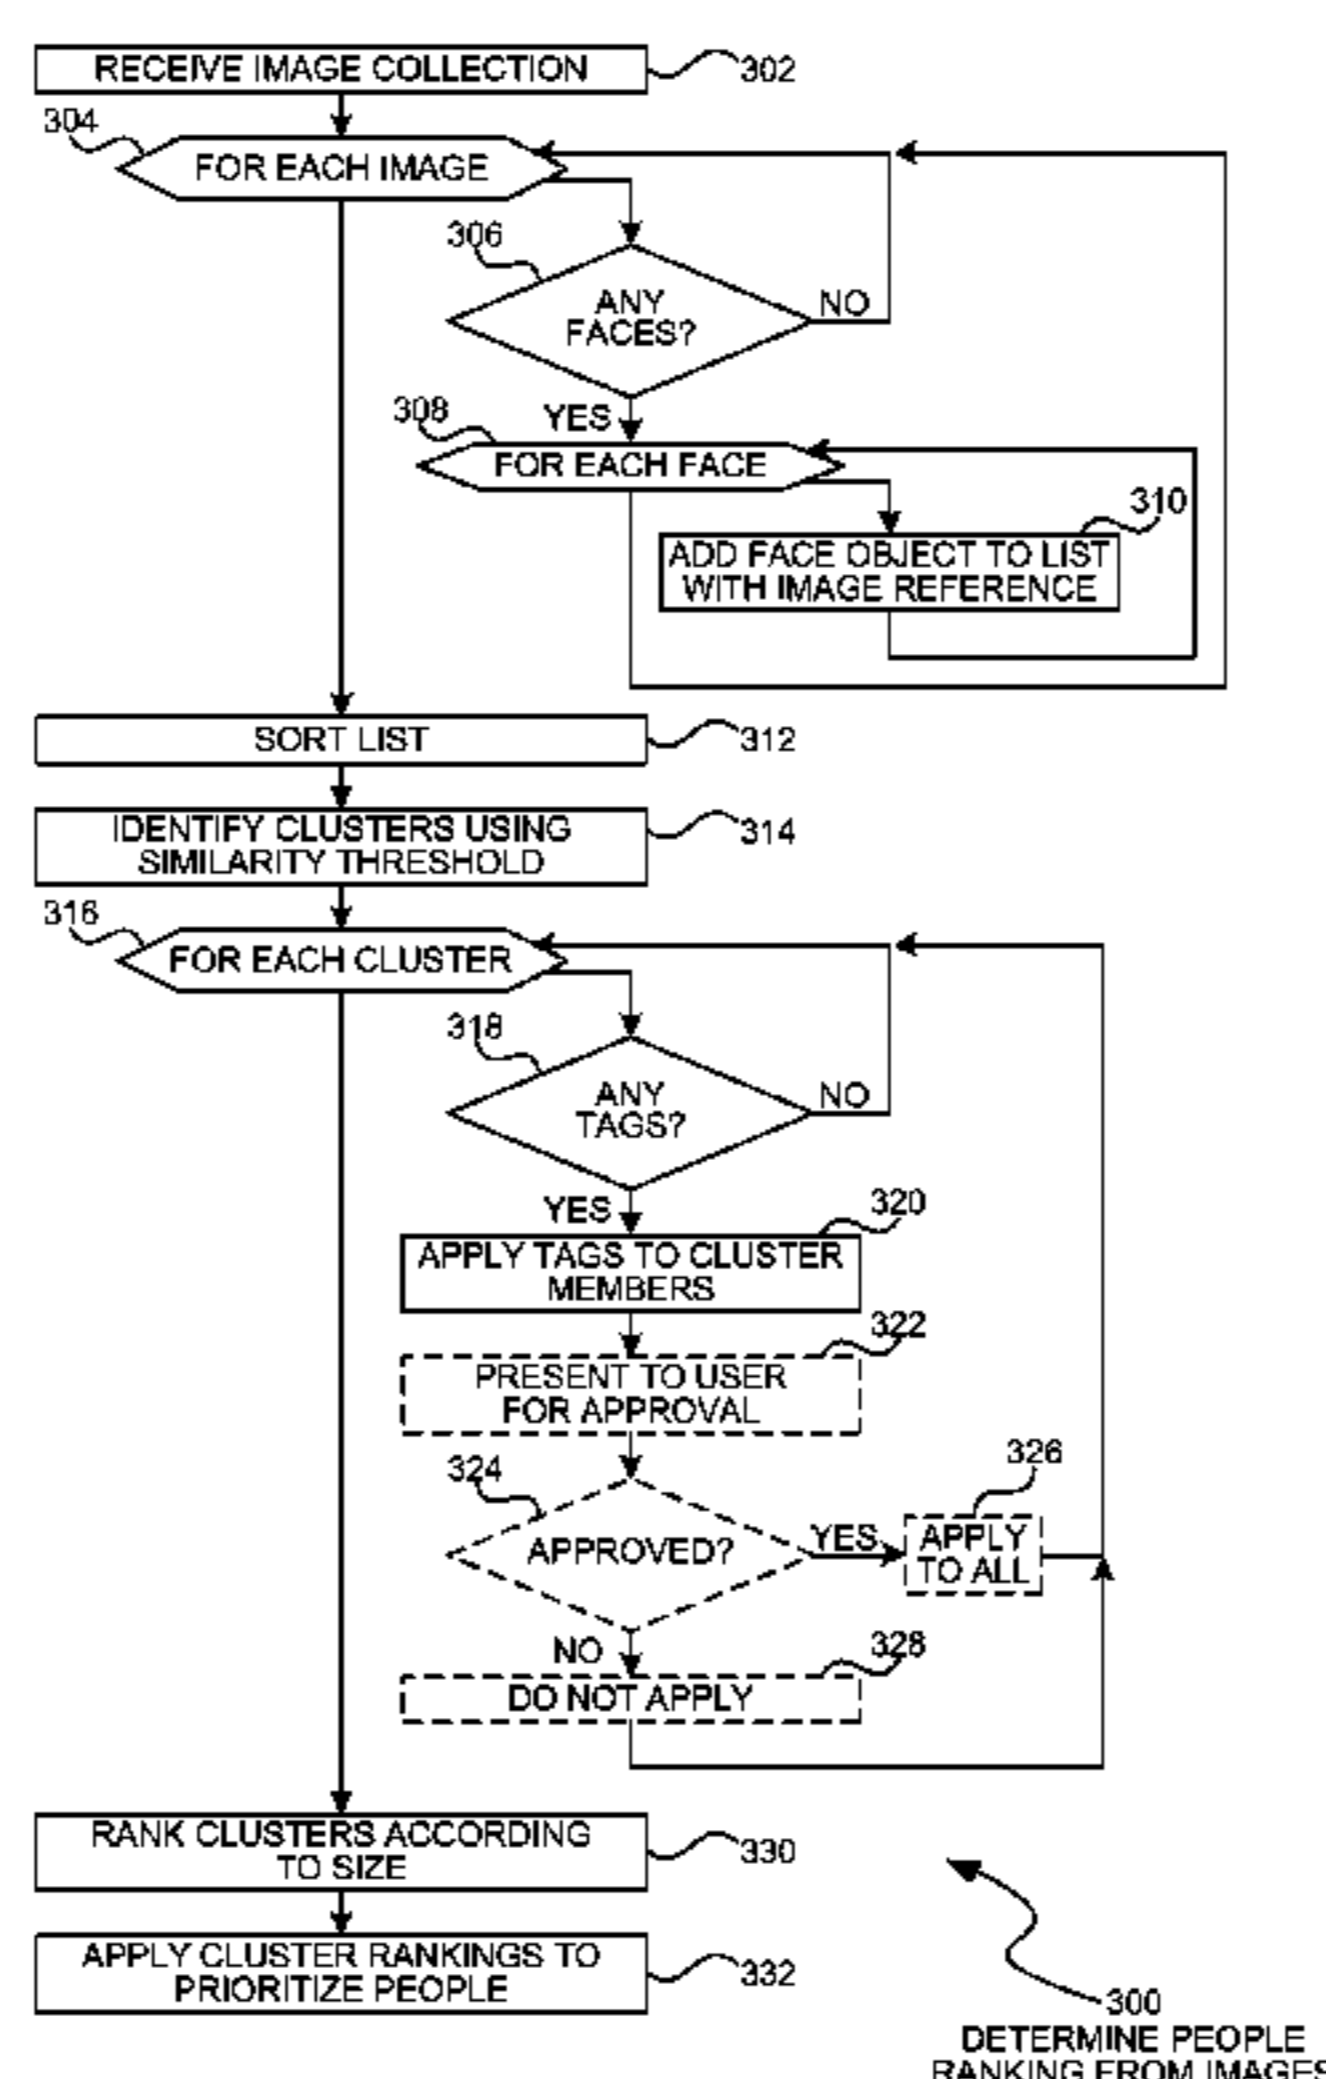 RECEIVE IMAGE COLLECTION
302
304
FOR EACH IMAGE
306
ANY
FACES?
NO
YES
308
FOR EACH FACE
310
ADD FACE OBJECT TO LIST
WITH IMAGE REFERENCE
SORT LIST
312
IDENTIFY CLUSTERS USING
SIMILARITY THRESHOLD
314
316
FOR EACH CLUSTER
318
ANY
TAGS?
NO
YES
320
APPLY TAGS TO CLUSTER
MEMBERS
322
PRESENT TO USER
FOR APPROVAL
324
APPROVED?
YES
326
APPLY
TO ALL
NO
328
DO NOT APPLY
RANK CLUSTERS ACCORDING
TO SIZE
330
APPLY CLUSTER RANKINGS TO
PRIORITIZE PEOPLE
332
300
DETERMINE PEOPLE
RANKING FROM IMAGES